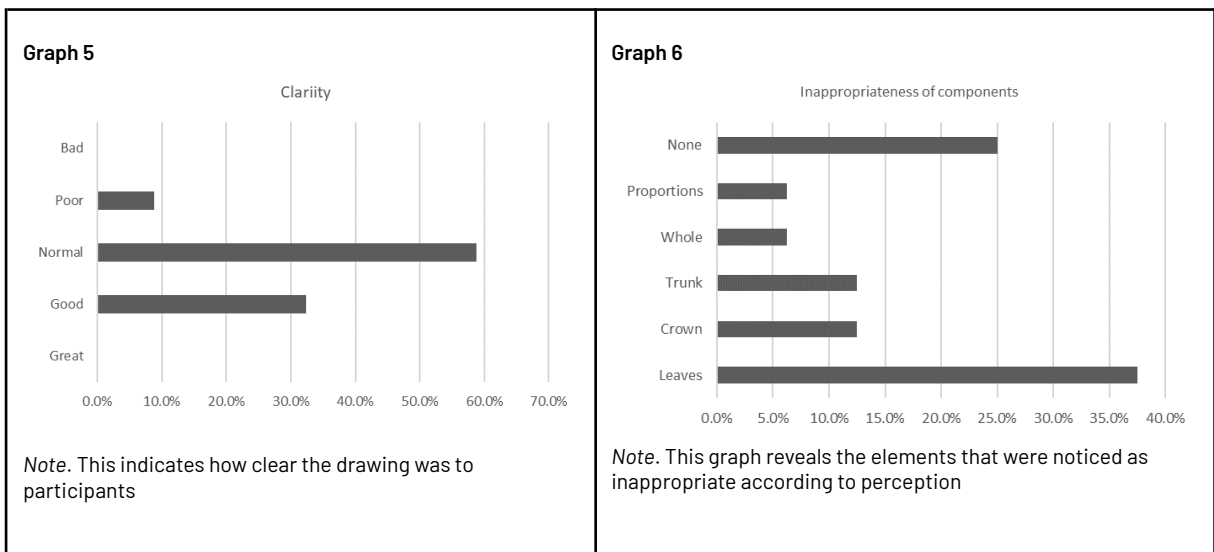 Graph 5
Clariity
Bad
Poor
Normal
Good
Great
0.0% 10.0% 20.0% 30.0% 40.0% 50.0% 60.0% 70.0%
Note. This indicates how clear the drawing was to
participants
Graph 6
Inappropriateness of components
None
Proportions
Whole
Trunk
Crown
Leaves
0.0% 5.0% 10.0% 15.0% 20.0% 25.0% 30.0% 35.0% 40.0%
Note. This graph reveals the elements that were noticed as
inappropriate according to perception